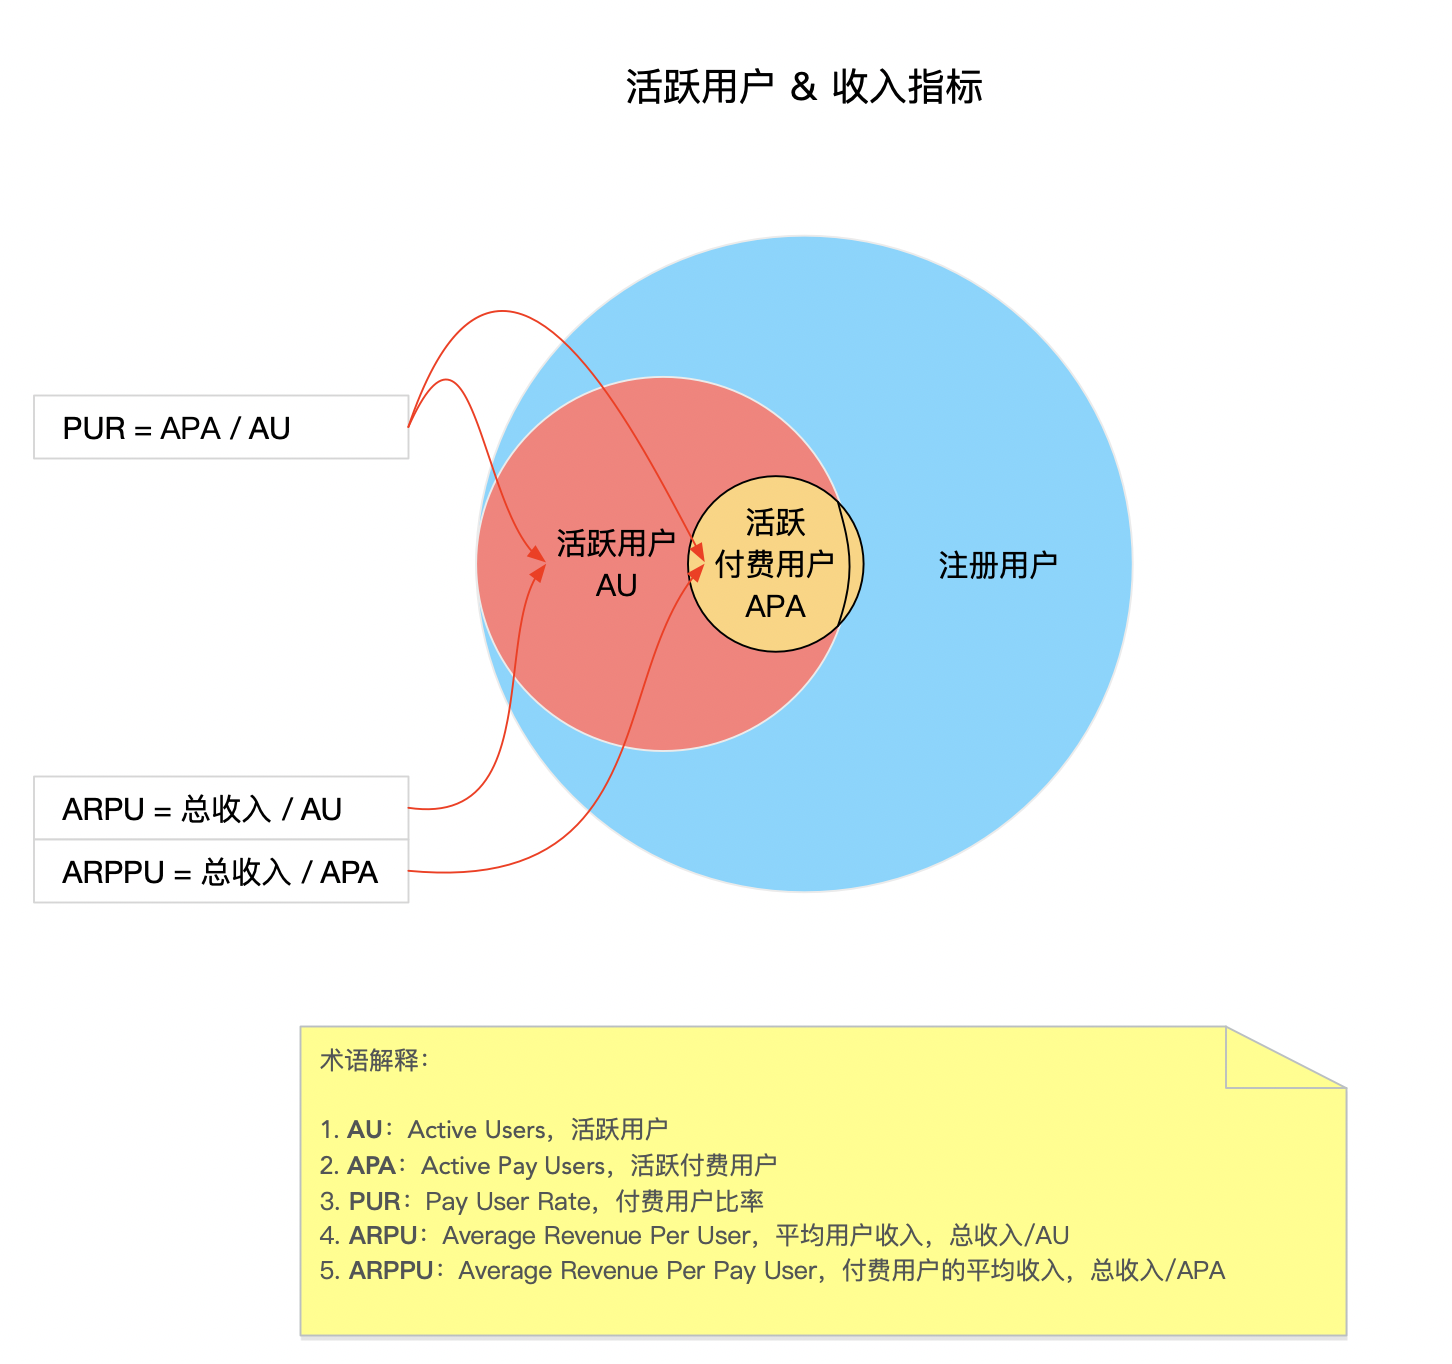 活跃用户 & 收入指标
PUR = APA / AU
活跃用户
AU
活跃
付费用户
APA
注册用户
ARPU = 总收入 / AU
ARPPU = 总收入 / APA
术语解释：
1. AU：Active Users，活跃用户
2. APA：Active Pay Users，活跃付费用户
3. PUR：Pay User Rate，付费用户比率
4. ARPU：Average Revenue Per User，平均用户收入，总收入/AU
5. ARPPU：Average Revenue Per Pay User，付费用户的平均收入，总收入/APA